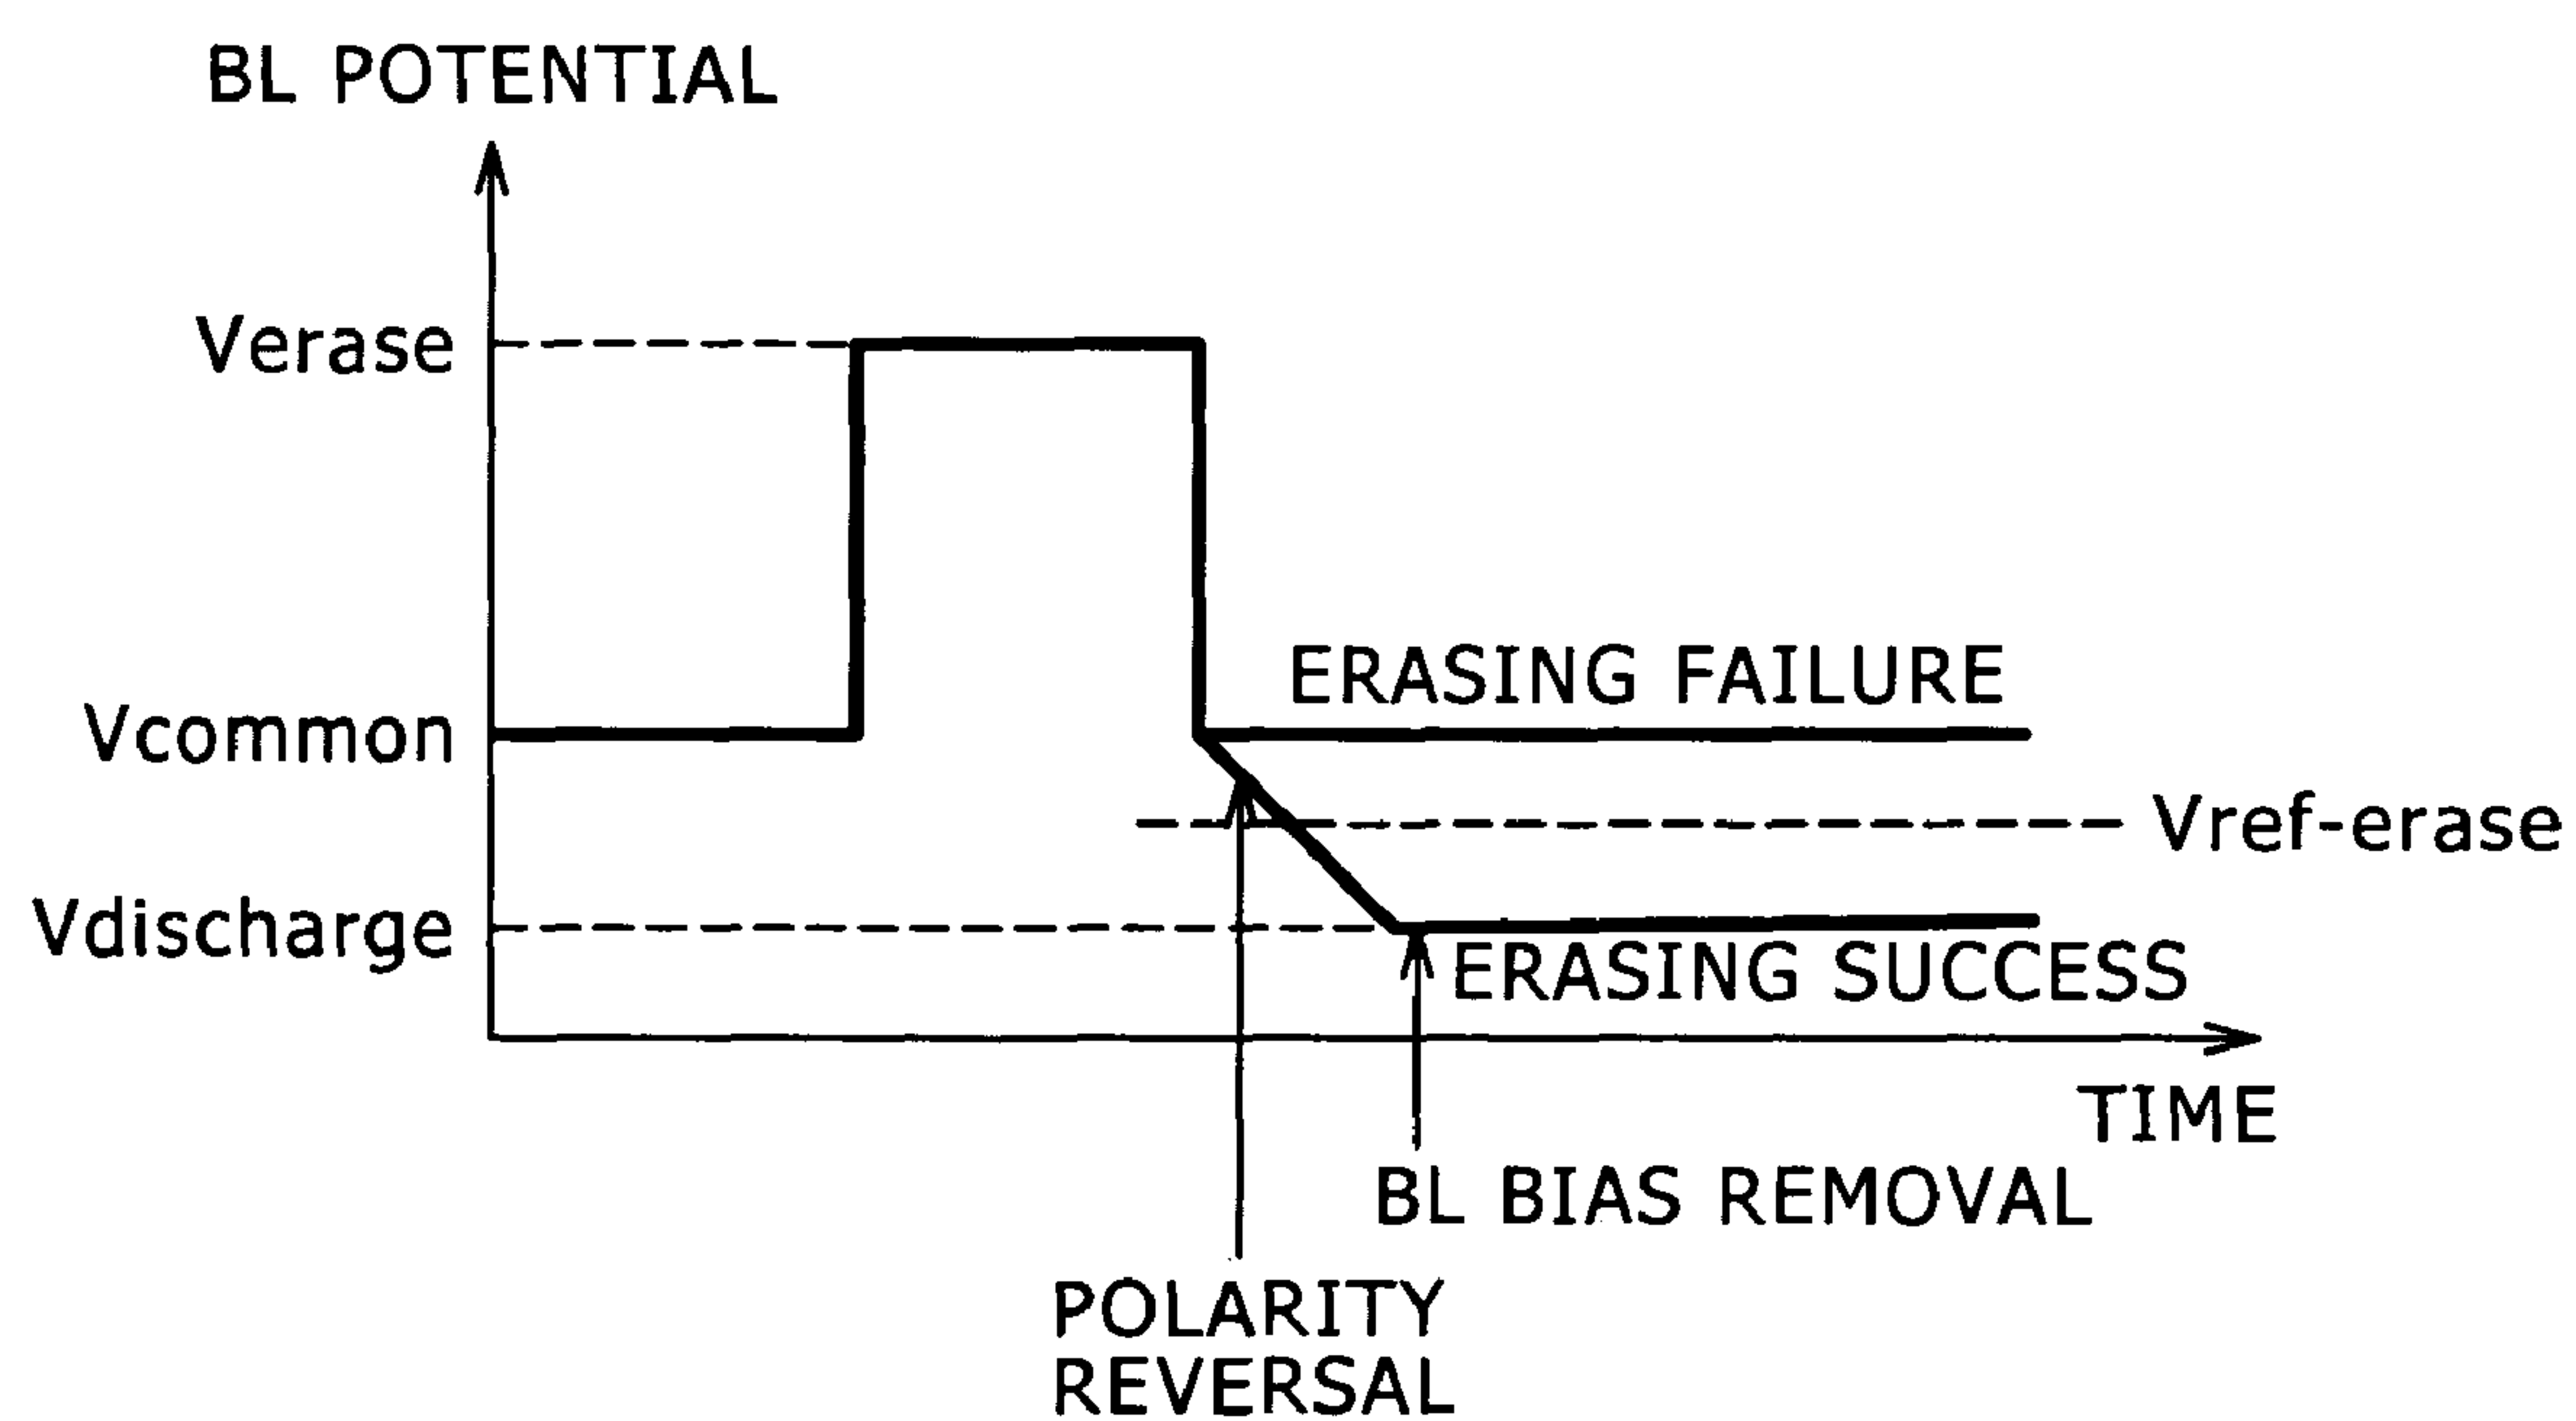 BL POTENTIAL
Verase
ERASING FAILURE
Vcommon
Vref-erase
Vdischarge
ERASING SUCCESS
TIME
BL BIAS REMOVAL
POLARITY
REVERSAL